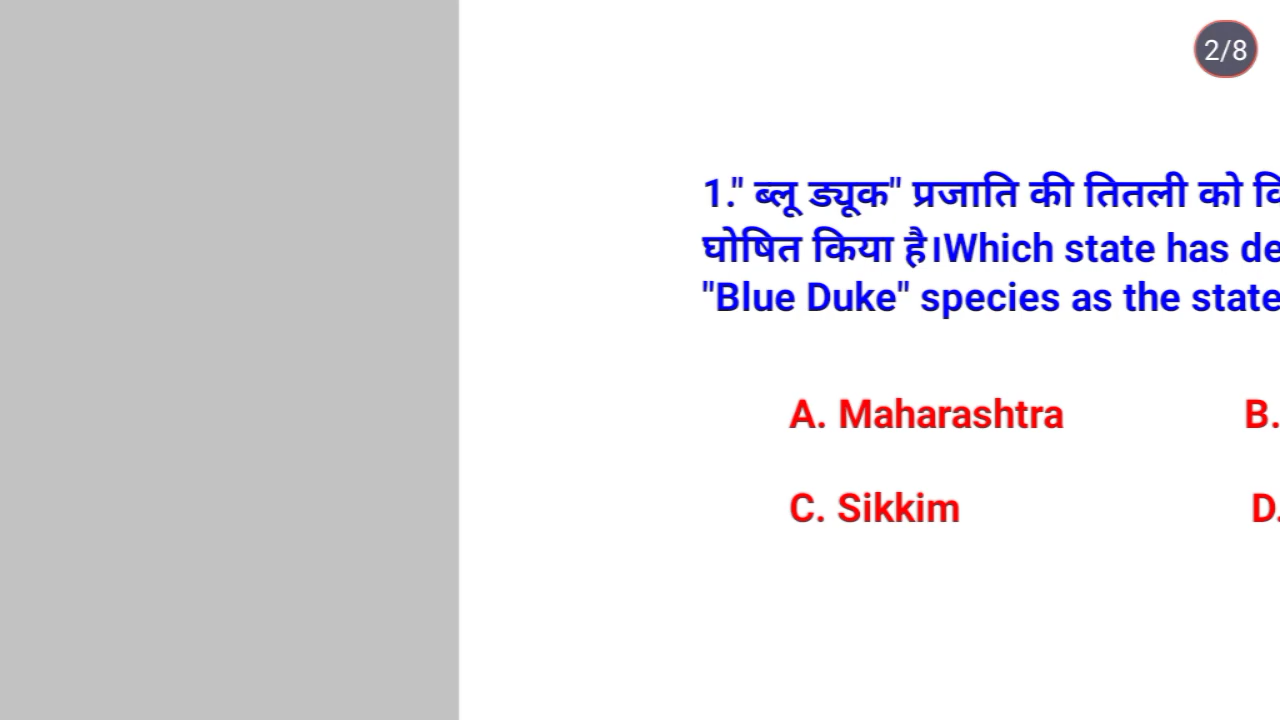 2/8
1." ब्लू ड्यूक" प्रजाति की तितली को
घोषित किया है।Which state has
"Blue Duke" species as the state
A. Maharashtra B.
C. Sikkim D.